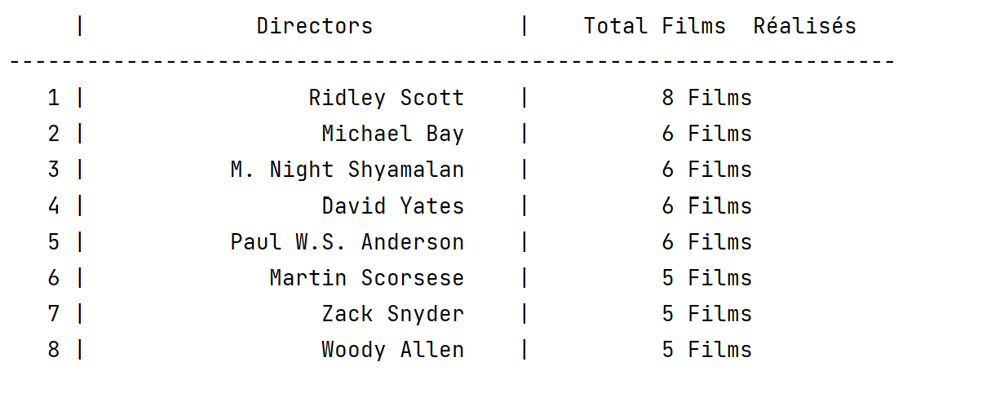 | Directors | Total Films  Réalisés
--------------------------------------------------------------------
1 | Ridley Scott | 8 Films
2 | Michael Bay | 6 Films
3 | M. Night Shyamalan | 6 Films
4 | David Yates | 6 Films
5 | Paul W.S. Anderson | 6 Films
6 | Martin Scorsese | 5 Films
7 | Zack Snyder | 5 Films
8 | Woody Allen | 5 Films